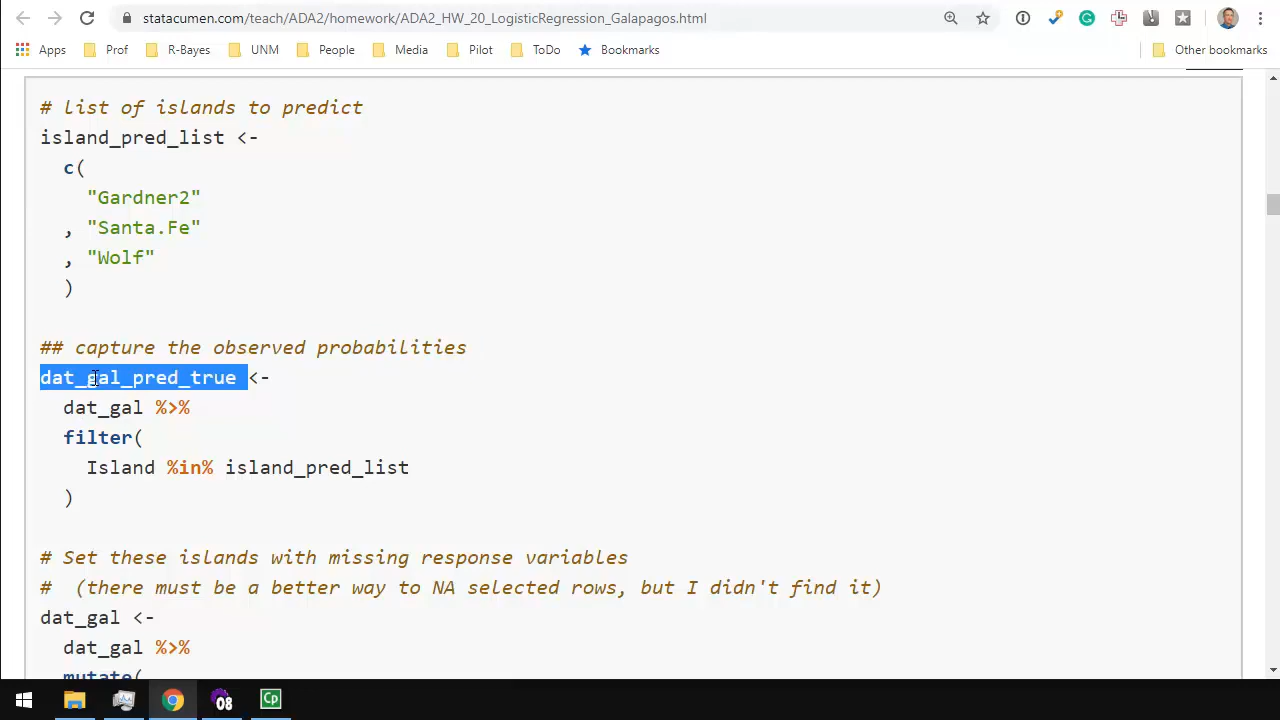 statacumen.com/teach/ADA2/homework/ADA2_HW_20_LogisticRegression_Galapagos.html
Apps Prof R-Bayes UNM People Media Pilot ToDo Bookmarks Other bookmarks
# list of islands to predict
island_pred_list <-
c(
"Gardner2"
, "Santa.Fe"
, "Wolf"
)
## capture the observed probabilities
dat_gal_pred_true <-
dat_gal %>%
filter(
Island %in% island_pred_list
)
# Set these islands with missing response variables
# (there must be a better way to NA selected rows, but I didn't find it)
dat_gal <-
dat_gal %>%
mutate(
08
Cp